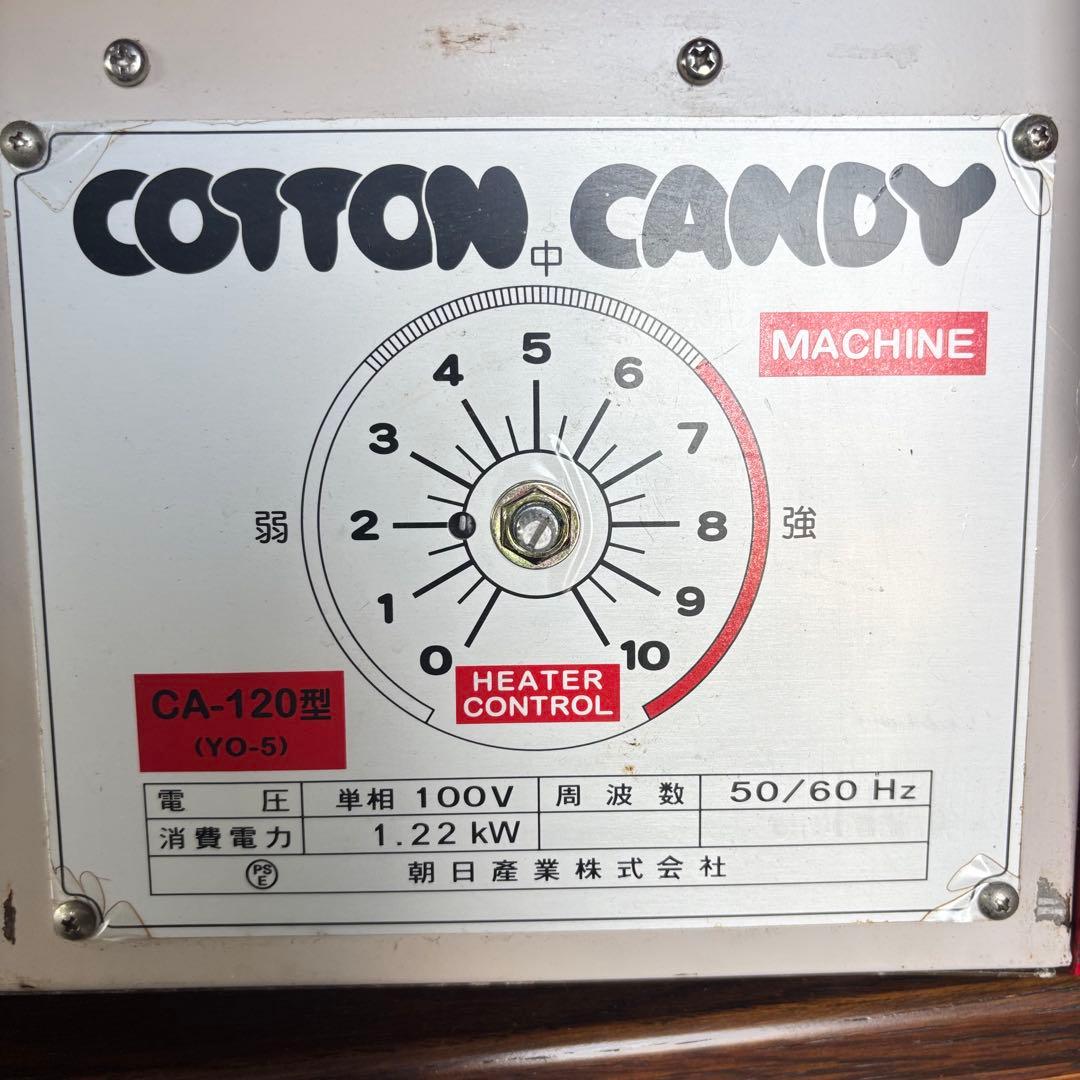 COTTON CANDY
中
MACHINE
5
4 6
3 7
弱 2 8 強
1 9
0 10
HEATER
CONTROL
CA-120型
(YO-5)
電圧 単相 100V 周波数 50/60 Hz
消費電力 1.22 kW
PSE 朝日産業株式会社